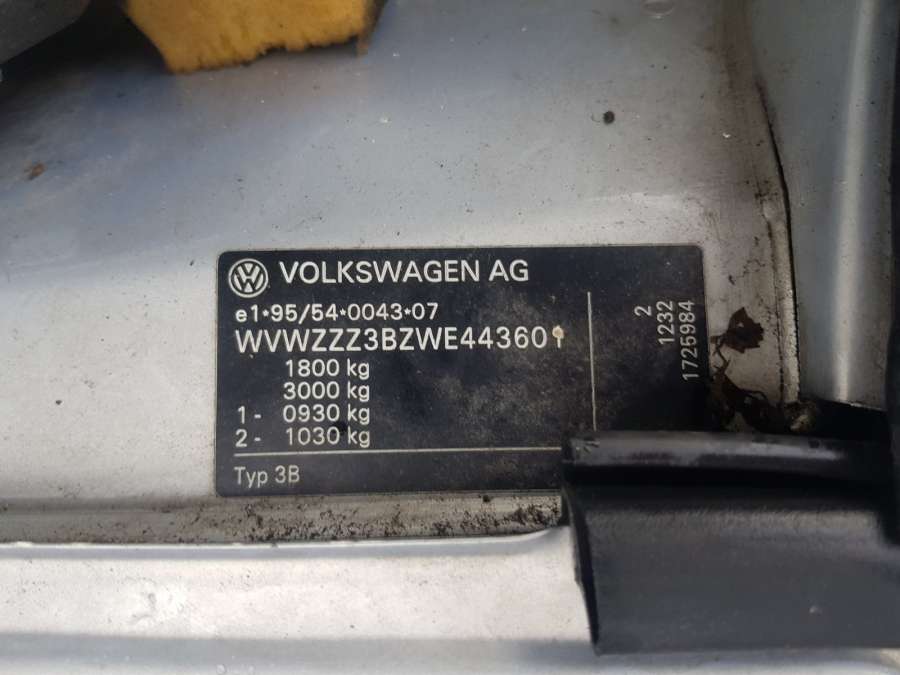 VOLKSWAGEN AG
e1*95/54*0043*07
WVWZZZ3BZWE443601
1800 kg
3000 kg
1- 0930 kg
2- 1030 kg
Typ 3B
2
1232
1725984